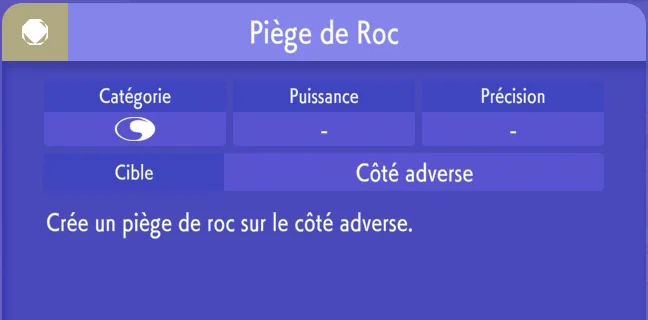 Piège de Roc
Catégorie Puissance Précision
- -
Cible Côté adverse
Crée un piège de roc sur le côté adverse.